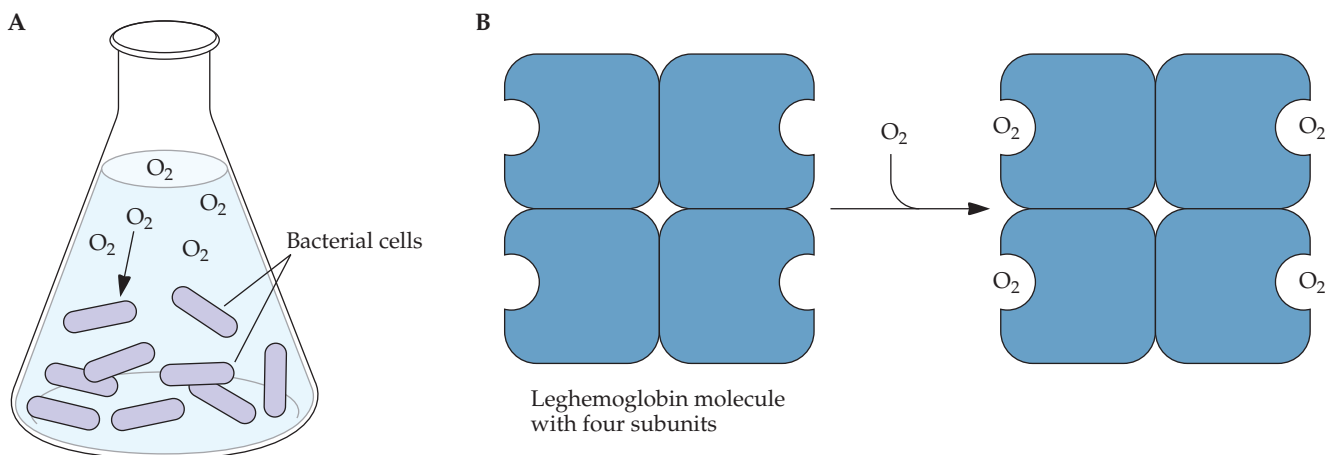 A
O₂
O₂
O₂
O₂
O₂
Bacterial cells
B
O₂
O₂
O₂
O₂
O₂
Leghemoglobin molecule
with four subunits